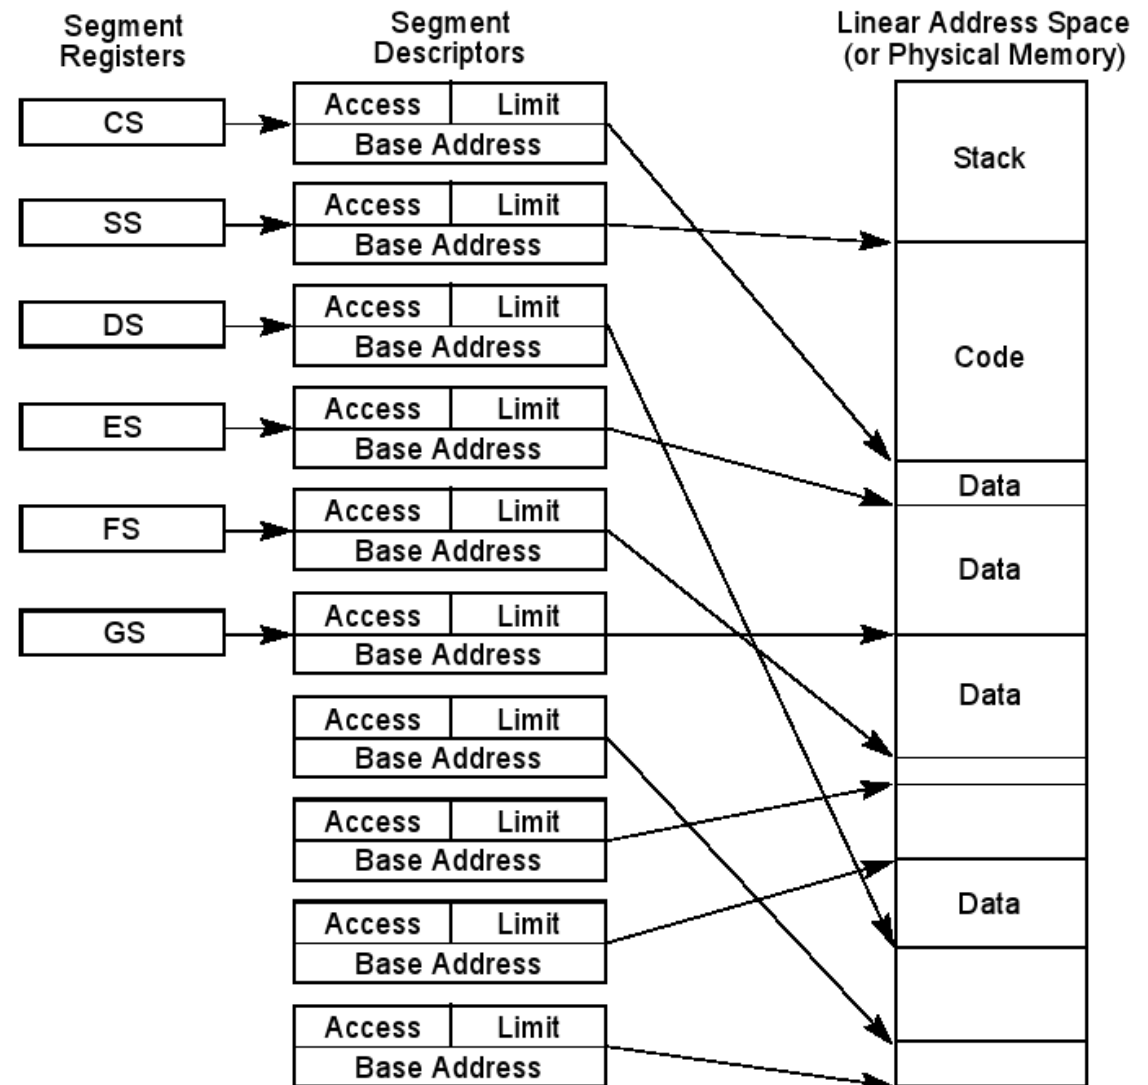 Segment
Registers
Segment
Descriptors
Linear Address Space
(or Physical Memory)
CS
Access Limit
Base Address
Stack
SS
Access Limit
Base Address
DS
Access Limit
Base Address
Code
ES
Access Limit
Base Address
Data
FS
Access Limit
Base Address
Data
GS
Access Limit
Base Address
Data
Access Limit
Base Address
Access Limit
Base Address
Access Limit
Base Address
Data
Access Limit
Base Address